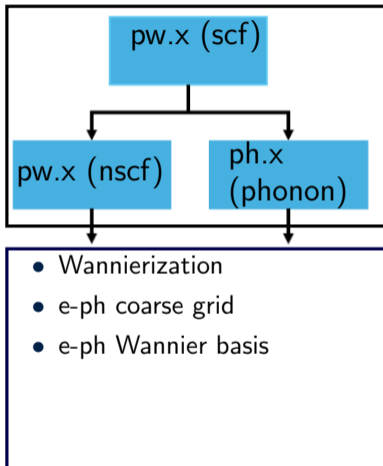 pw.x (scf)
pw.x (nscf)
ph.x
(phonon)
• Wannierization
• e-ph coarse grid
• e-ph Wannier basis